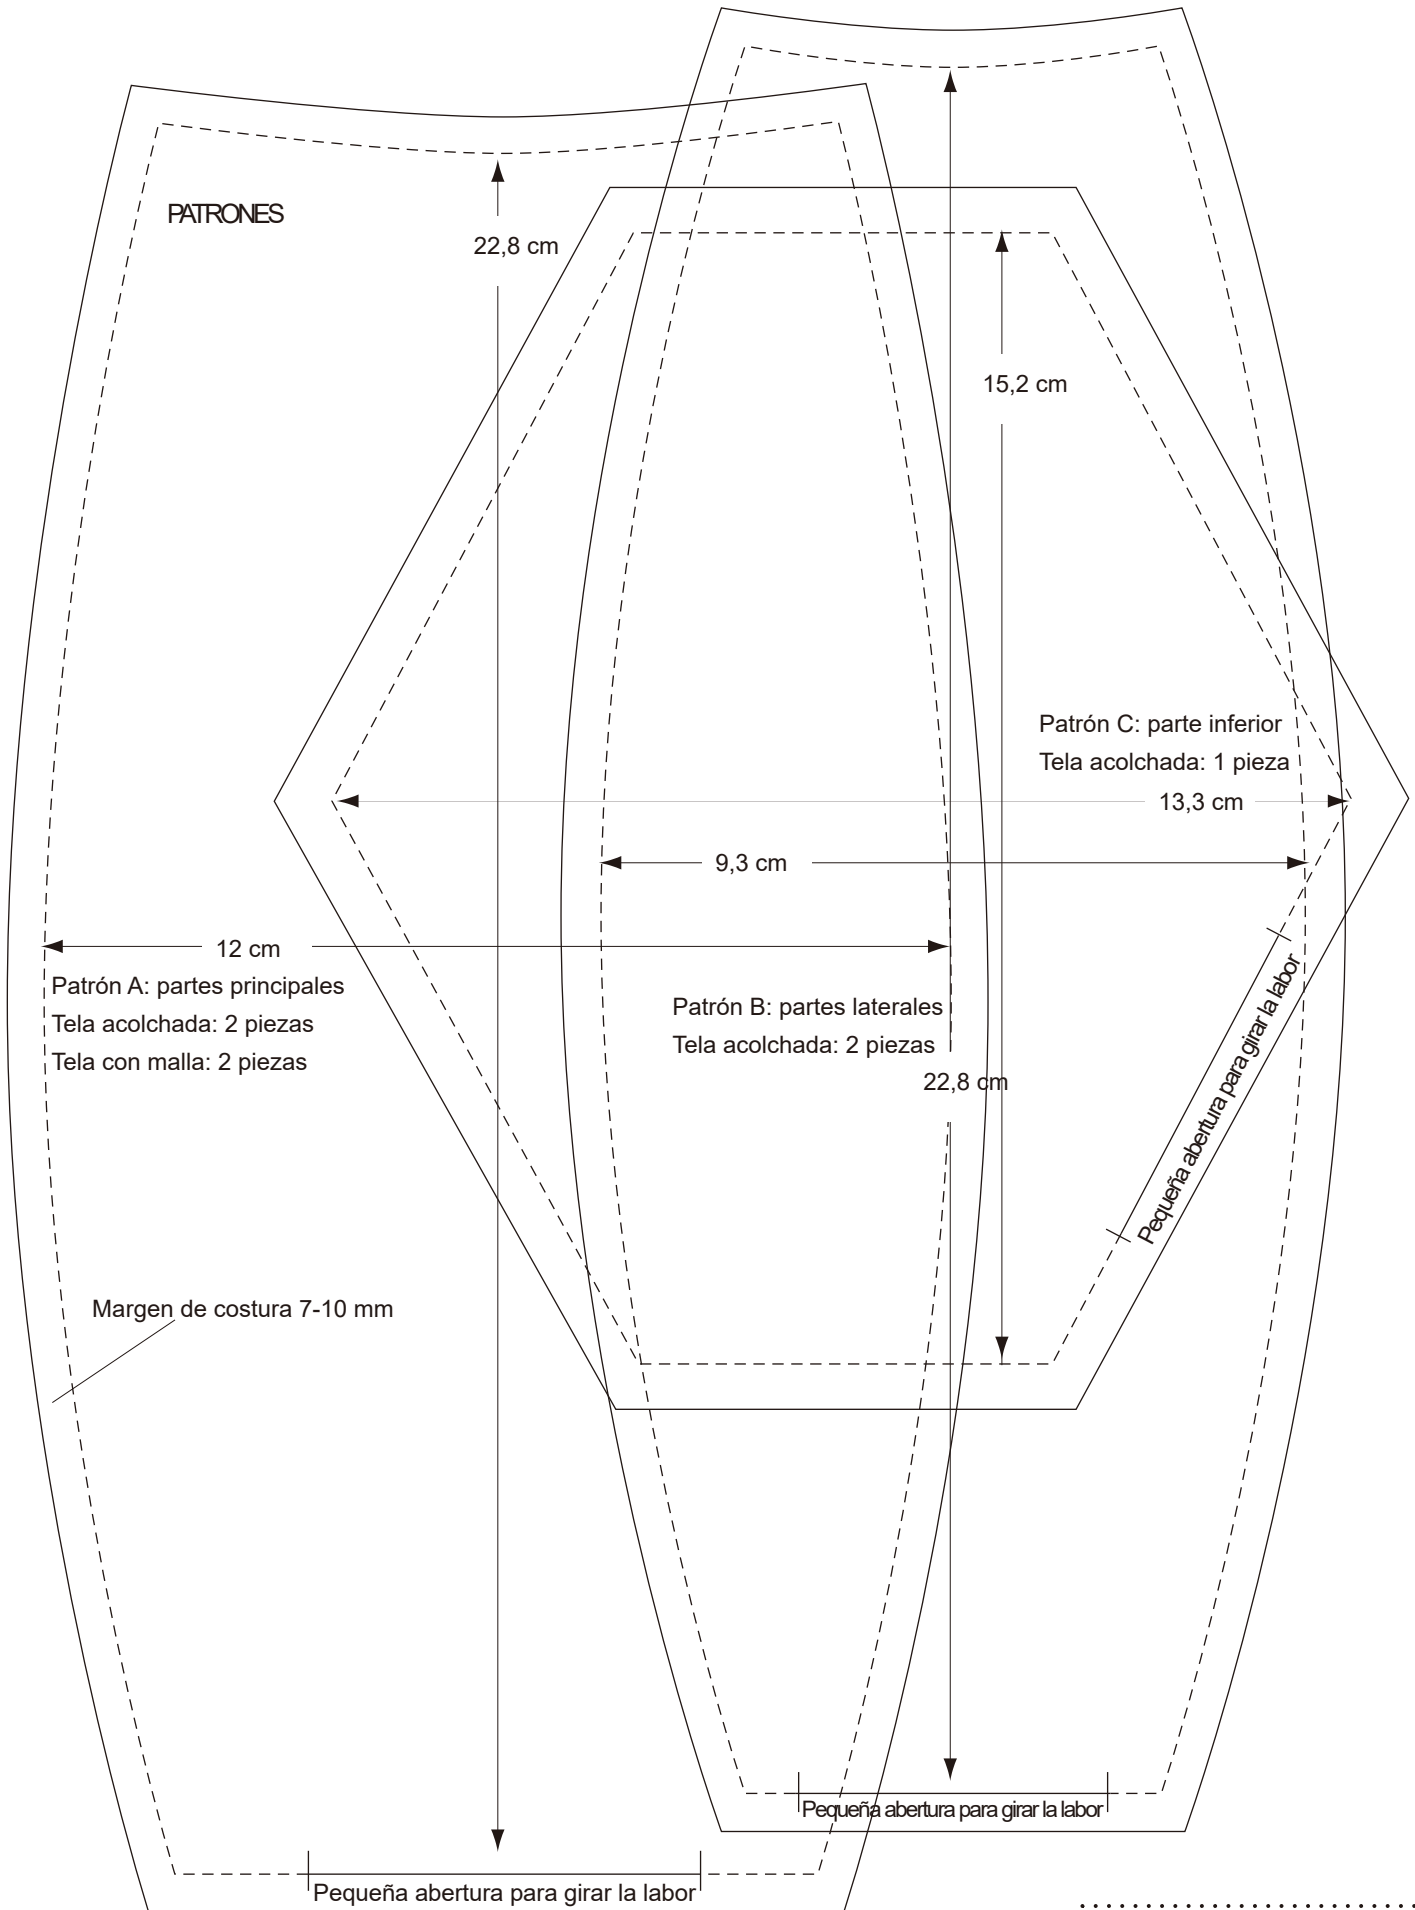 PATRONES
22,8 cm
15,2 cm
Patrón C: parte inferior
Tela acolchada: 1 pieza
13,3 cm
9,3 cm
12 cm
Patrón A: partes principales
Tela acolchada: 2 piezas
Tela con malla: 2 piezas
Patrón B: partes laterales
Tela acolchada: 2 piezas
22,8 cm
Pequeña abertura para girar la labor
Margen de costura 7-10 mm
Pequeña abertura para girar la labor
Pequeña abertura para girar la labor